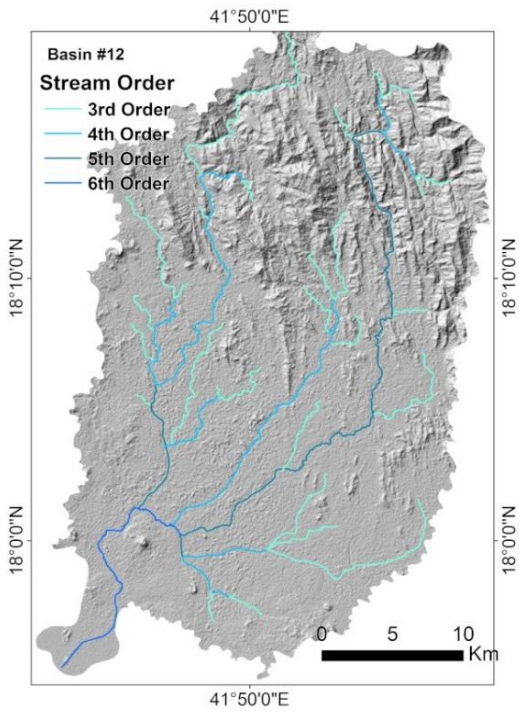 41°50'0"E
Basin #12
Stream Order
3rd Order
4th Order
5th Order
6th Order
18°10'0"N
18°10'0"N
18°0'0"N
18°0'0"N
0 5 10
Km
41°50'0"E